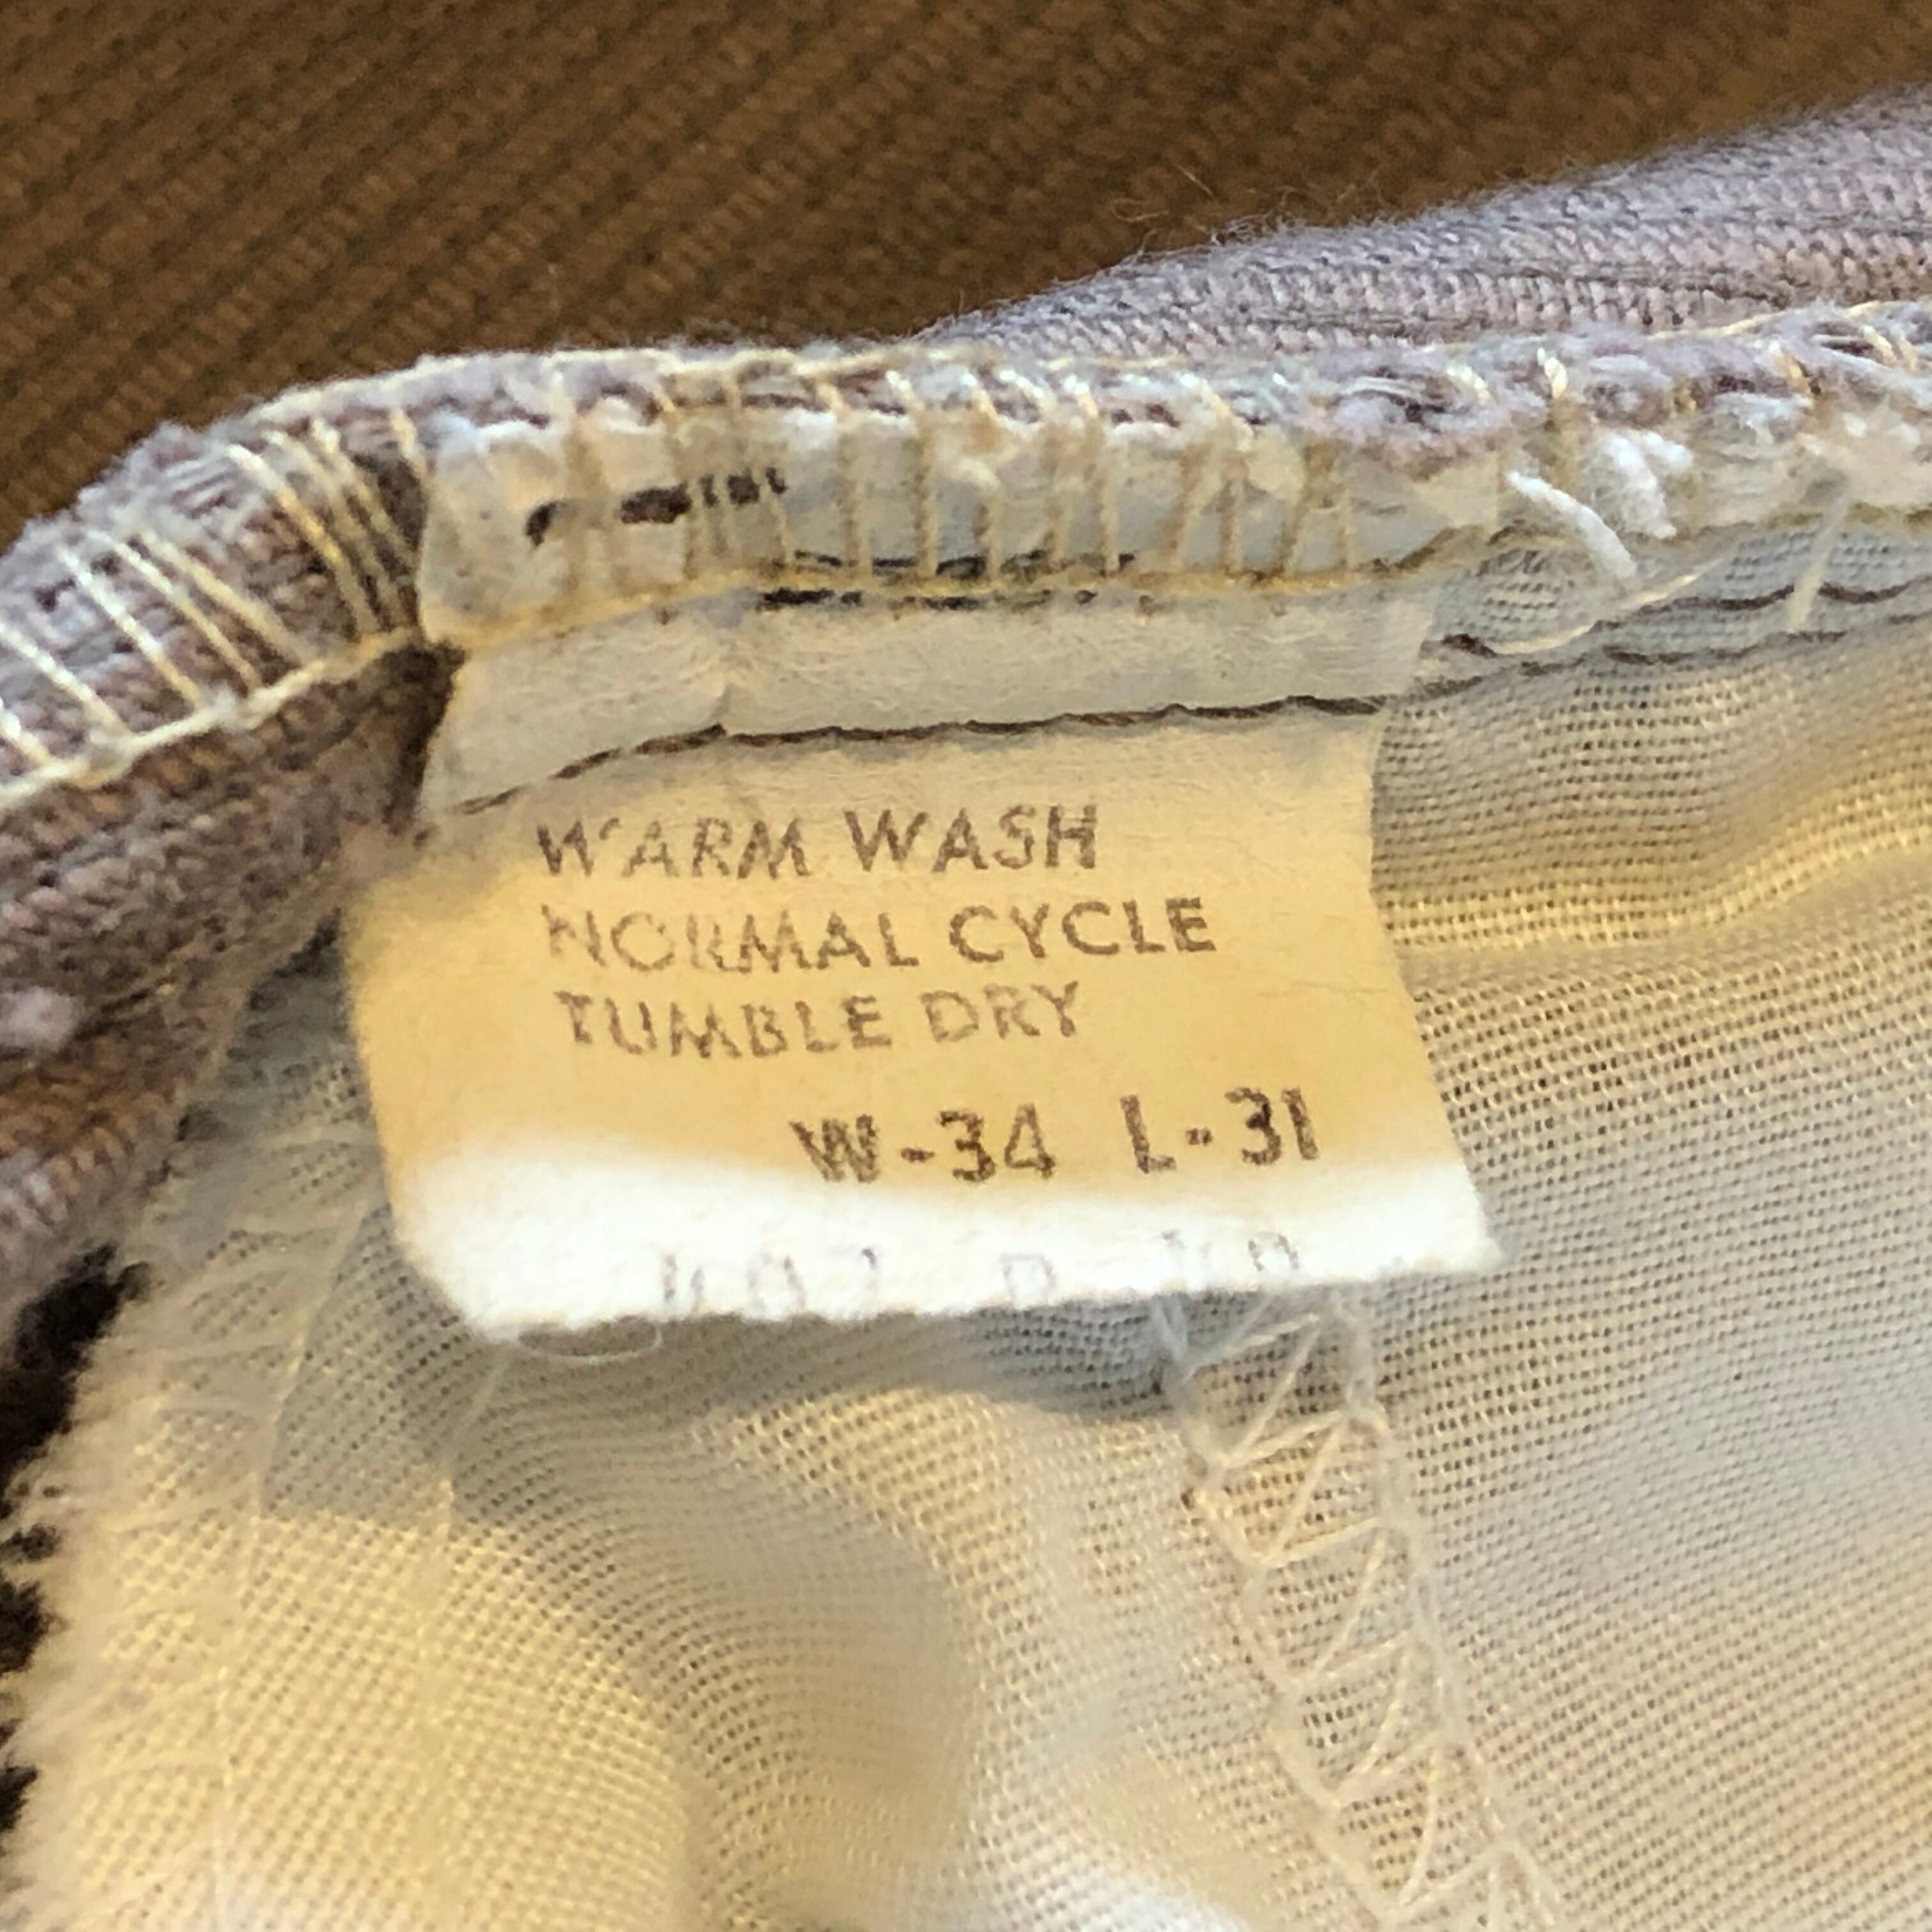 WARM WASH
NORMAL CYCLE
TUMBLE DRY
W-34 L-31